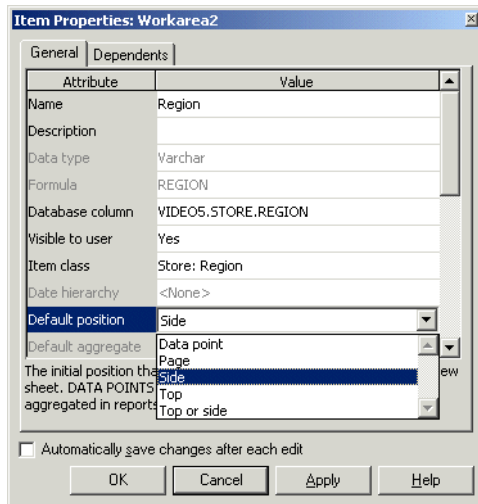 Item Properties: Workarea2
General Dependents
Attribute Value
Name Region
Description
Data type Varchar
Formula REGION
Database column VIDEO5.STORE.REGION
Visible to user Yes
Item class Store: Region
Date hierarchy <None>
Default position Side
Default aggregate Data point
Page
The initial position tha Side ew
sheet. DATA POINTS Top
aggregated in reports Top or side
Automatically save changes after each edit
OK Cancel Apply Help